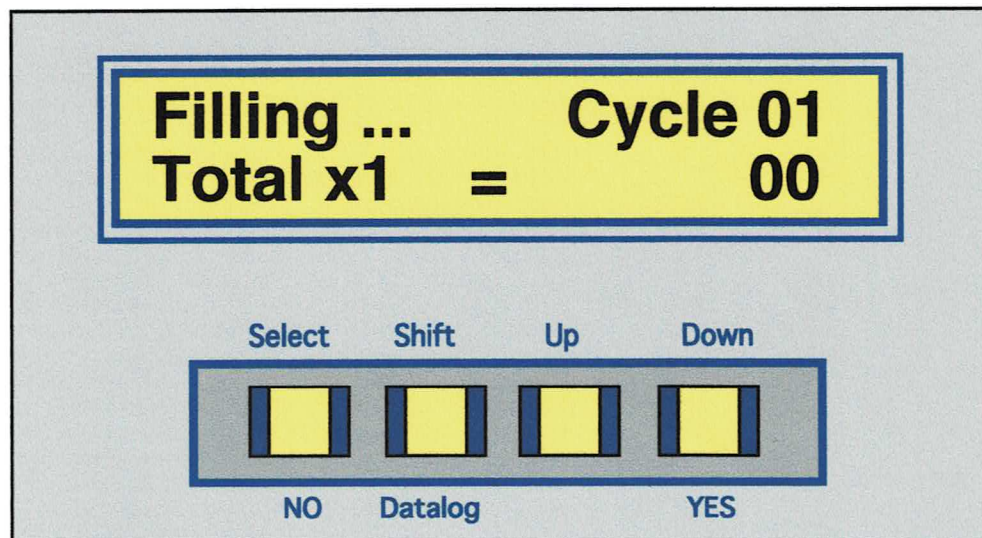 Filling ... Cycle 01
Total x1 = 00
Select Shift Up Down
NO Datalog YES